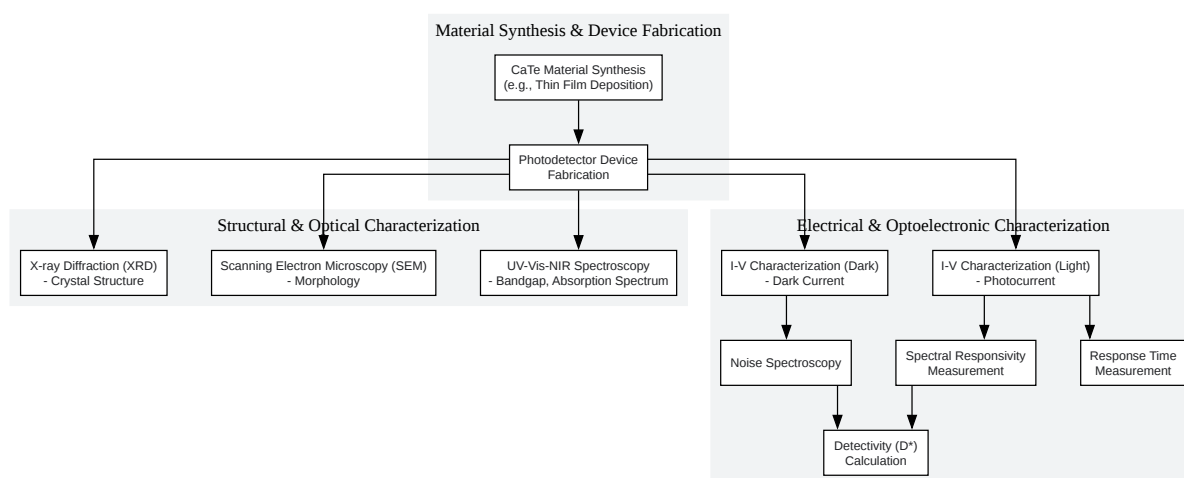 Material Synthesis & Device Fabrication
CaTe Material Synthesis
(e.g., Thin Film Deposition)
Photodetector Device
Fabrication
Structural & Optical Characterization
X-ray Diffraction (XRD)
- Crystal Structure
Scanning Electron Microscopy (SEM)
- Morphology
UV-Vis-NIR Spectroscopy
- Bandgap, Absorption Spectrum
Electrical & Optoelectronic Characterization
I-V Characterization (Dark)
- Dark Current
I-V Characterization (Light)
- Photocurrent
Noise Spectroscopy
Spectral Responsivity
Measurement
Response Time
Measurement
Detectivity (D*)
Calculation